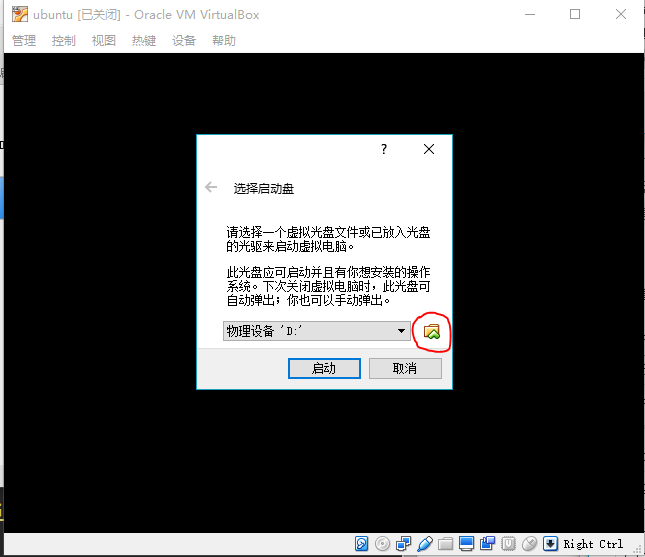 ubuntu [已关闭] - Oracle VM VirtualBox
管理 控制 视图 热键 设备 帮助
?
选择启动盘
请选择一个虚拟光盘文件或已放入光盘
的光驱来启动虚拟电脑。
此光盘应可启动并且有你想安装的操作
系统。下次关闭虚拟电脑时，此光盘可
自动弹出；你也可以手动弹出。
物理设备 'D:'
启动 取消
Right Ctrl